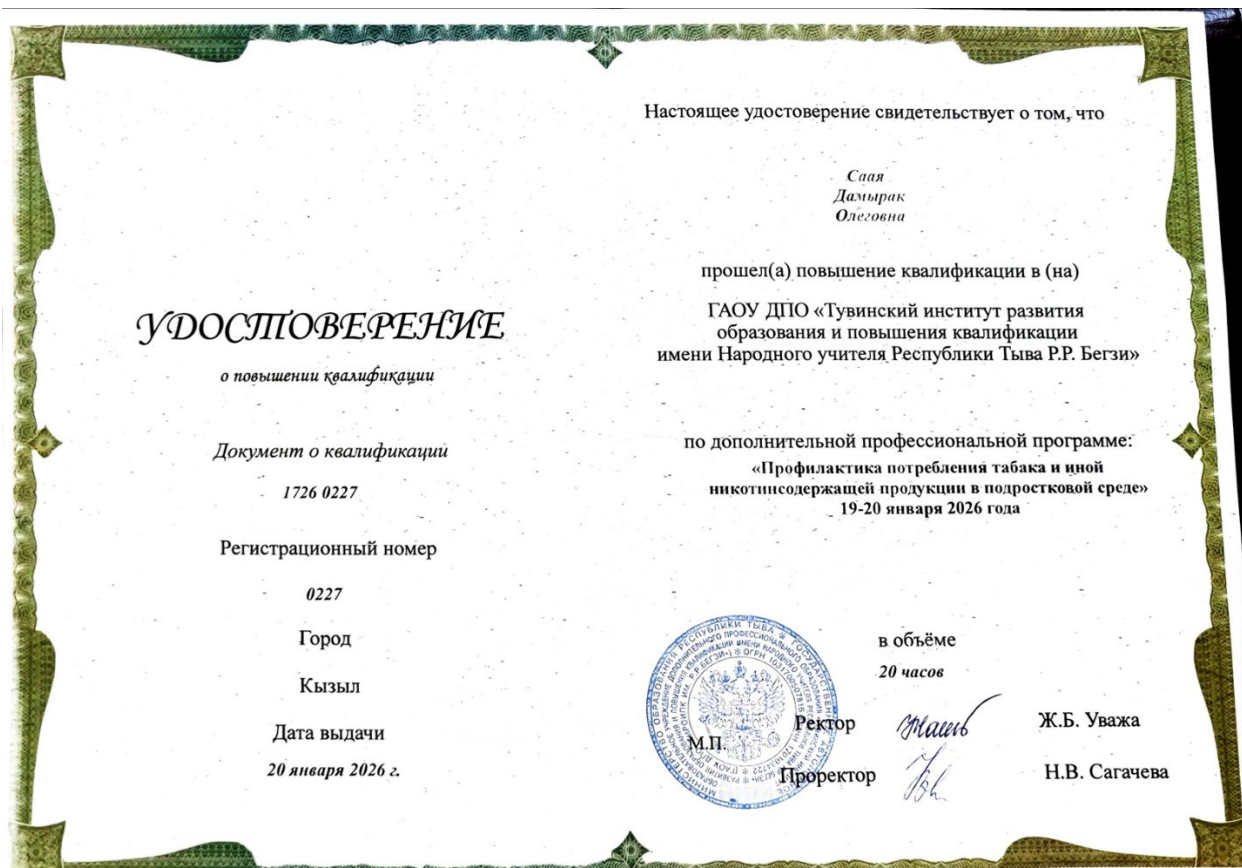 УДОСТОВЕРЕНИЕ
о повышении квалификации
Документ о квалификации
1726 0227
Регистрационный номер
0227
Город
Кызыл
Дата выдачи
20 января 2026 г.
Настоящее удостоверение свидетельствует о том, что
Саая
Дамырак
Олеговна
прошел(а) повышение квалификации в (на)
ГАОУ ДПО «Тувинский институт развития
образования и повышения квалификации
имени Народного учителя Республики Тыва Р.Р. Бегзи»
по дополнительной профессиональной программе:
«Профилактика потребления табака и иной
никотинсодержащей продукции в подростковой среде»
19-20 января 2026 года
в объёме
20 часов
Ректор Ж.Б. Уважа
М.П.
Проректор Н.В. Сагачева